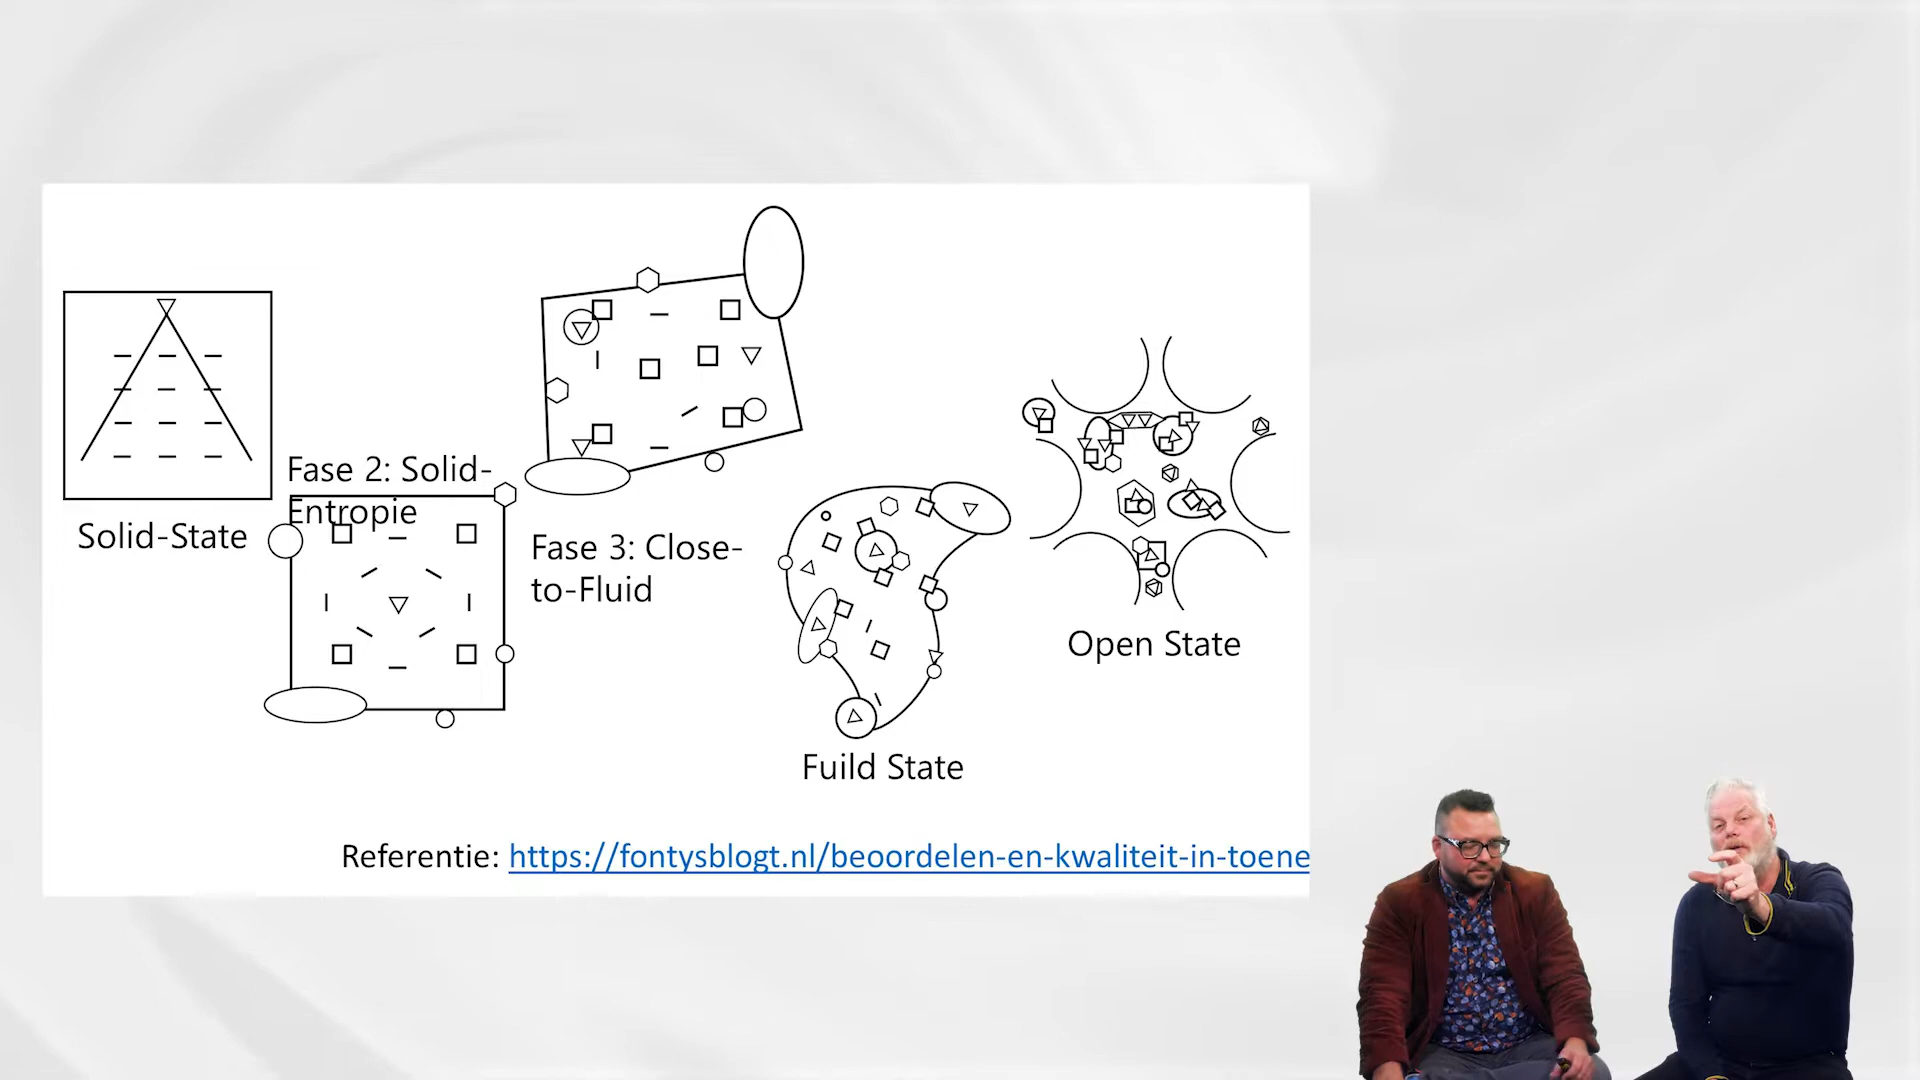 Solid-State
Fase 2: Solid-
Entropie
Fase 3: Close-
to-Fluid
Fuild State
Open State
Referentie: https://fontysblogt.nl/beoordelen-en-kwaliteit-in-toene